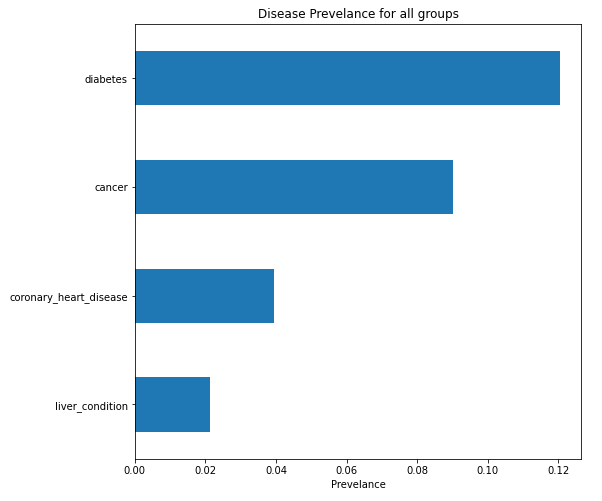 Disease Prevelance for all groups
diabetes
cancer
coronary_heart_disease
liver_condition
0.00 0.02 0.04 0.06 0.08 0.10 0.12
Prevelance